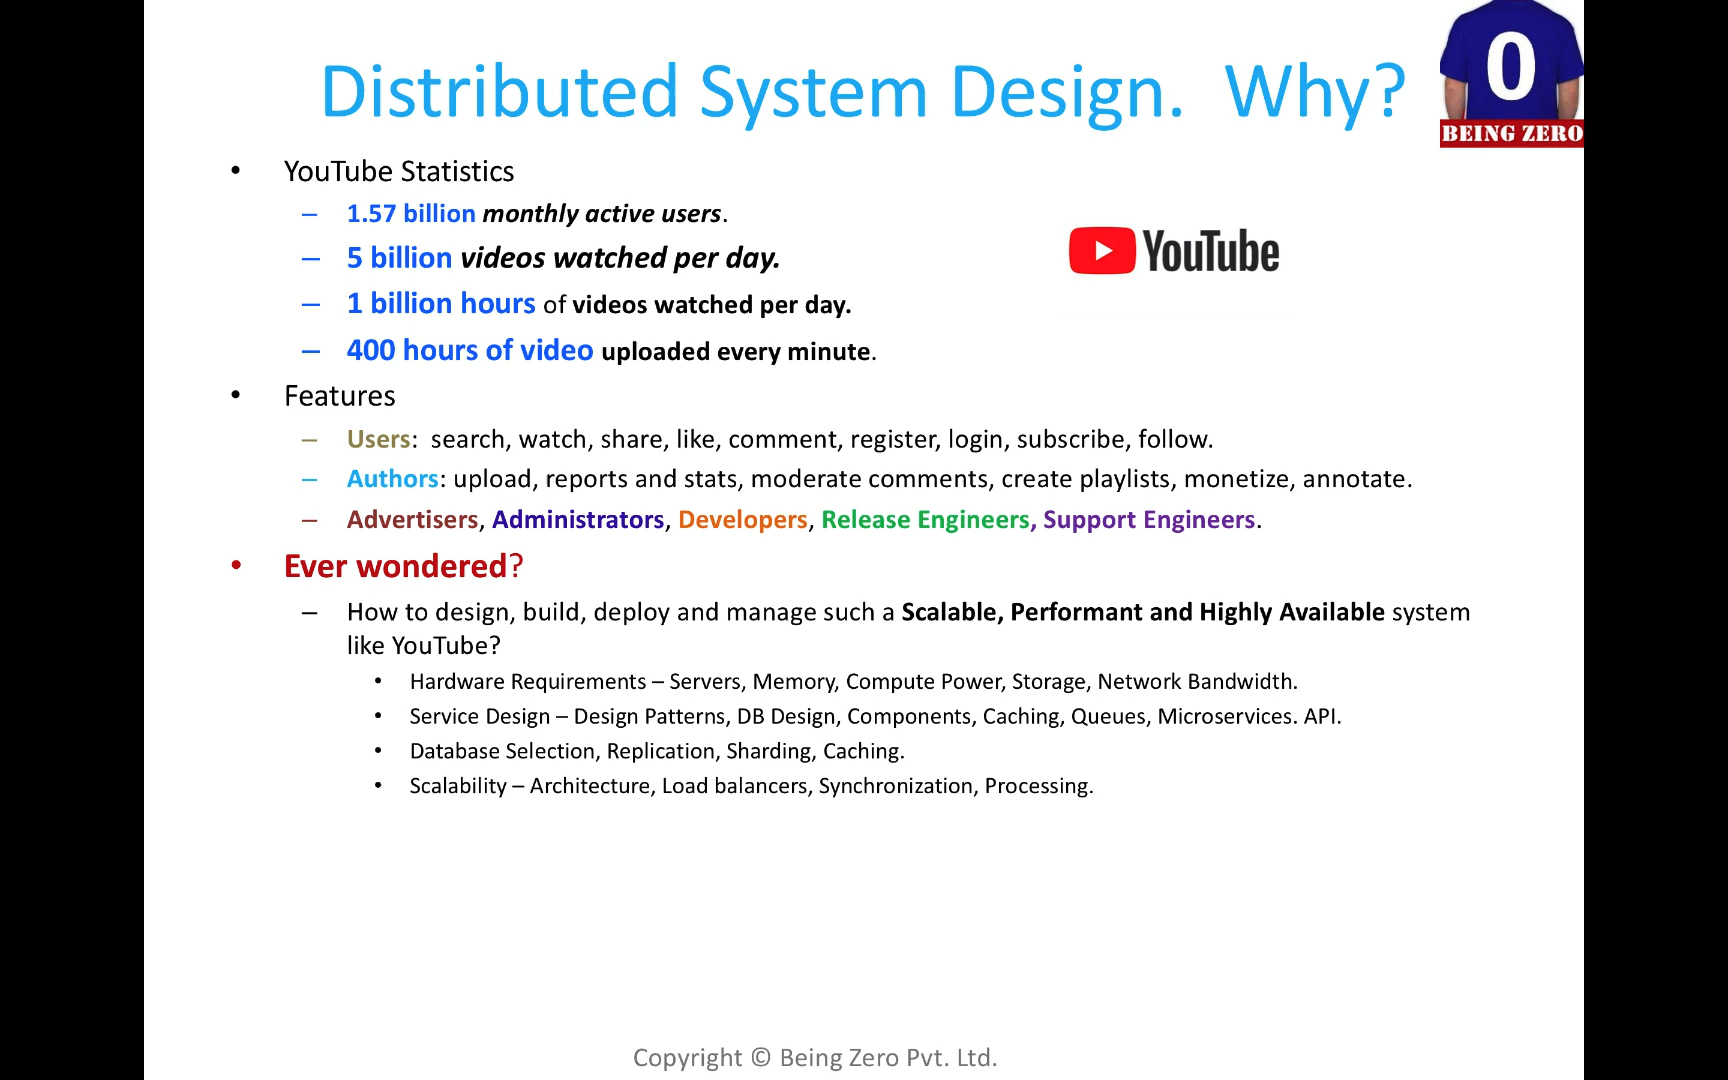 Distributed System Design.  Why?
0
BEING ZERO
• YouTube Statistics
– 1.57 billion monthly active users.
– 5 billion videos watched per day.
YouTube
– 1 billion hours of videos watched per day.
– 400 hours of video uploaded every minute.
• Features
– Users:  search, watch, share, like, comment, register, login, subscribe, follow.
– Authors: upload, reports and stats, moderate comments, create playlists, monetize, annotate.
– Advertisers, Administrators, Developers, Release Engineers, Support Engineers.
• Ever wondered?
– How to design, build, deploy and manage such a Scalable, Performant and Highly Available system
like YouTube?
• Hardware Requirements – Servers, Memory, Compute Power, Storage, Network Bandwidth.
• Service Design – Design Patterns, DB Design, Components, Caching, Queues, Microservices. API.
• Database Selection, Replication, Sharding, Caching.
• Scalability – Architecture, Load balancers, Synchronization, Processing.
Copyright © Being Zero Pvt. Ltd.